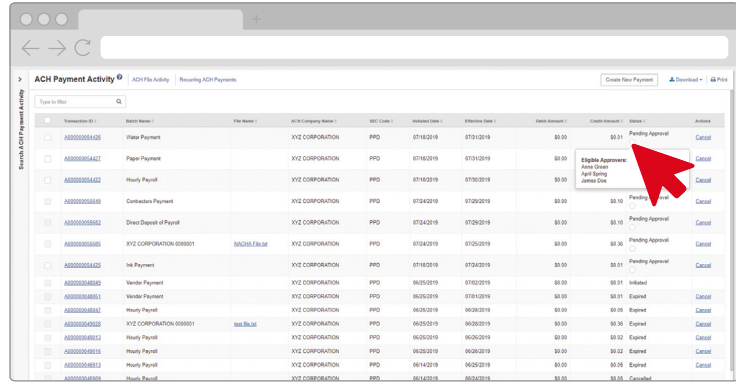 ACH Payment Activity ? ACH File Activity Recurring ACH Payments Create New Payment Download Print
Search ACH Payment Activity
Type to filter
Transaction ID Batch Name File Name ACH Company Name SEC Code Initiated Date Effective Date Debit Amount Credit Amount Status Actions
A000000054426 Water Payment XYZ CORPORATION PPD 07/18/2019 07/31/2019 $0.00 $0.01 Pending Approval Cancel
A000000054427 Paper Payment XYZ CORPORATION PPD 07/18/2019 07/31/2019 $0.00 Cancel
Eligible Approvers:
Anne Green
April Spring
James Doe
A000000054422 Hourly Payroll XYZ CORPORATION PPD 07/18/2019 07/30/2019 $0.00 Cancel
Contractors Payment XYZ CORPORATION PPD 07/24/2019 07/29/2019 $0.00 $0.10 Pending Approval Cancel
Direct Deposit of Payroll XYZ CORPORATION PPD 07/24/2019 07/29/2019 $0.00 $0.10 Pending Approval Cancel
XYZ CORPORATION 0000001 NACHA File.txt XYZ CORPORATION PPD 07/24/2019 07/25/2019 $0.00 $0.36 Pending Approval Cancel
A000000054425 Ink Payment XYZ CORPORATION PPD 07/18/2019 07/24/2019 $0.00 $0.01 Pending Approval Cancel
A000000048849 Vendor Payment XYZ CORPORATION PPD 06/25/2019 07/02/2019 $0.00 $0.01 Initiated
A000000048851 Vendor Payment XYZ CORPORATION PPD 06/25/2019 07/01/2019 $0.00 $0.01 Expired Cancel
A000000048847 Hourly Payroll XYZ CORPORATION PPD 06/25/2019 06/28/2019 $0.00 $0.05 Expired Cancel
A000000049028 XYZ CORPORATION 0000001 test file.txt XYZ CORPORATION PPD 06/25/2019 06/28/2019 $0.00 $0.36 Expired Cancel
A000000049013 Hourly Payroll XYZ CORPORATION PPD 06/25/2019 06/26/2019 $0.00 $0.02 Expired Cancel
A000000049016 Hourly Payroll XYZ CORPORATION PPD 06/25/2019 06/26/2019 $0.00 $0.02 Expired Cancel
A000000048913 Hourly Payroll XYZ CORPORATION PPD 06/14/2019 06/25/2019 $0.00 $0.05 Expired Cancel
A000000048909 Hourly Payroll XYZ CORPORATION PPD 06/14/2019 06/24/2019 $0.00 $0.05 Cancelled